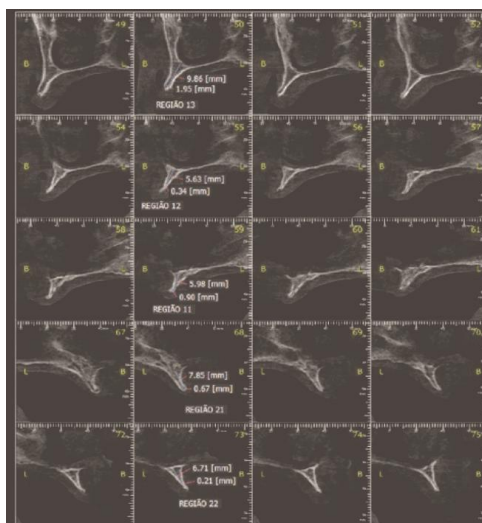 49 50 51 52
B L
9.86 [mm]
1.95 [mm]
REGIÃO 13
54 55 56 57
B L
5.63 [mm]
0.34 [mm]
REGIÃO 12
58 59 60 61
B L
5.98 [mm]
0.90 [mm]
REGIÃO 11
67 68 69 70
L B
7.85 [mm]
0.67 [mm]
REGIÃO 21
72 73 74 75
L B
6.71 [mm]
0.21 [mm]
REGIÃO 22